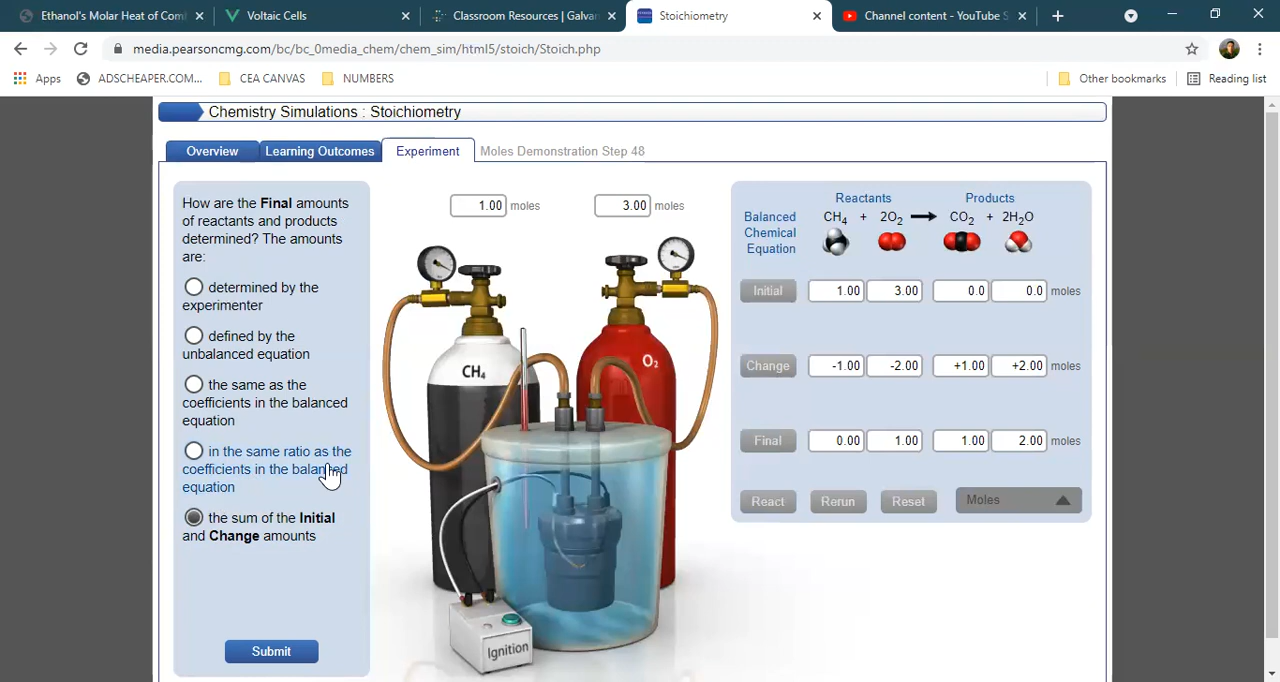 Ethanol's Molar Heat of Coml
Voltaic Cells
Classroom Resources | Galvan
Stoichiometry
Channel content - YouTube S
media.pearsoncmg.com/bc/bc_0media_chem/chem_sim/html5/stoich/Stoich.php
Apps
ADSCHEAPER.COM...
CEA CANVAS
NUMBERS
Other bookmarks
Reading list
Chemistry Simulations : Stoichiometry
Overview
Learning Outcomes
Experiment
Moles Demonstration Step 48
How are the Final amounts
of reactants and products
determined? The amounts
are:
determined by the
experimenter
defined by the
unbalanced equation
the same as the
coefficients in the balanced
equation
in the same ratio as the
coefficients in the balanced
equation
the sum of the Initial
and Change amounts
Submit
1.00 moles
3.00 moles
CH₄
O₂
Ignition
Reactants
Products
Balanced
Chemical
Equation
CH₄ + 2O₂ → CO₂ + 2H₂O
Initial 1.00 3.00 0.0 0.0 moles
Change -1.00 -2.00 +1.00 +2.00 moles
Final 0.00 1.00 1.00 2.00 moles
React
Rerun
Reset
Moles